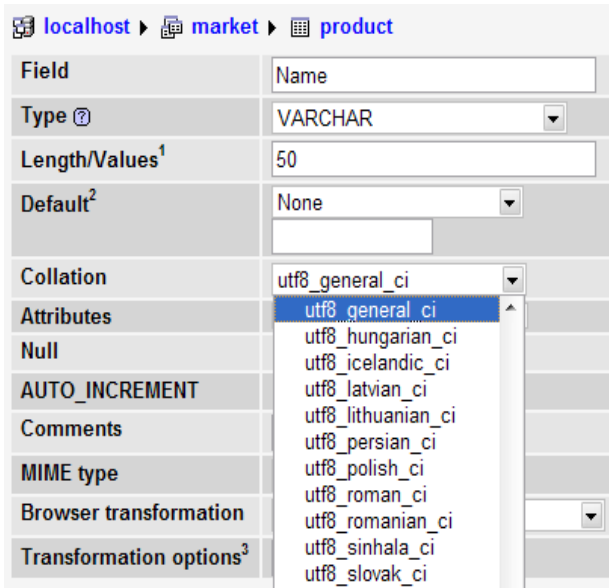 localhost market product
Field Name
Type VARCHAR
Length/Values1 50
Default2 None
Collation utf8_general_ci
utf8_general_ci
Attributes
utf8_hungarian_ci
Null
utf8_icelandic_ci
utf8_latvian_ci
AUTO_INCREMENT
utf8_lithuanian_ci
Comments
utf8_persian_ci
utf8_polish_ci
MIME type
utf8_roman_ci
Browser transformation
utf8_romanian_ci
utf8_sinhala_ci
Transformation options3
utf8_slovak_ci